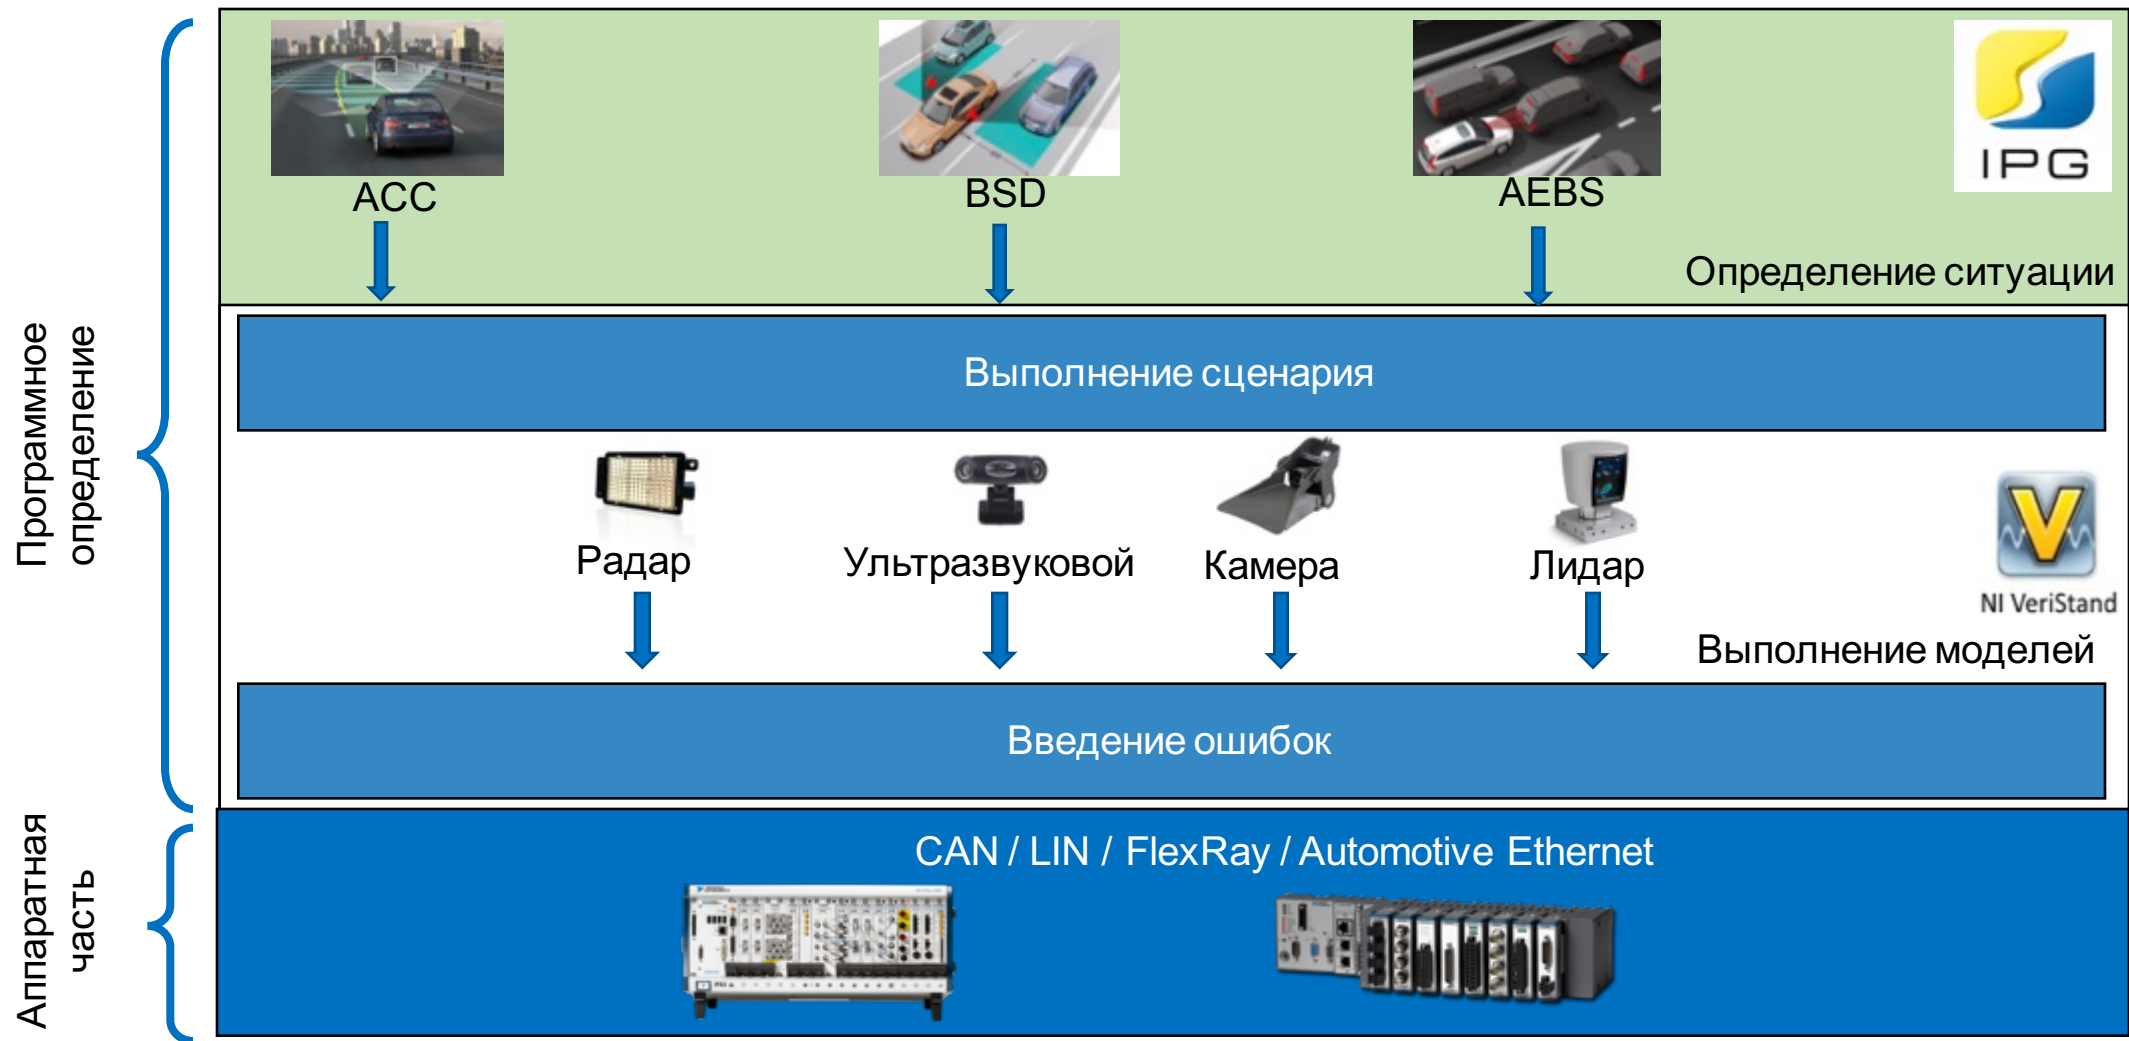 ACC
BSD
AEBS
IPG
Определение ситуации
Программное
определение
Выполнение сценария
Радар
Ультразвуковой
Камера
Лидар
NI VeriStand
Выполнение моделей
Введение ошибок
Аппаратная
часть
CAN / LIN / FlexRay / Automotive Ethernet